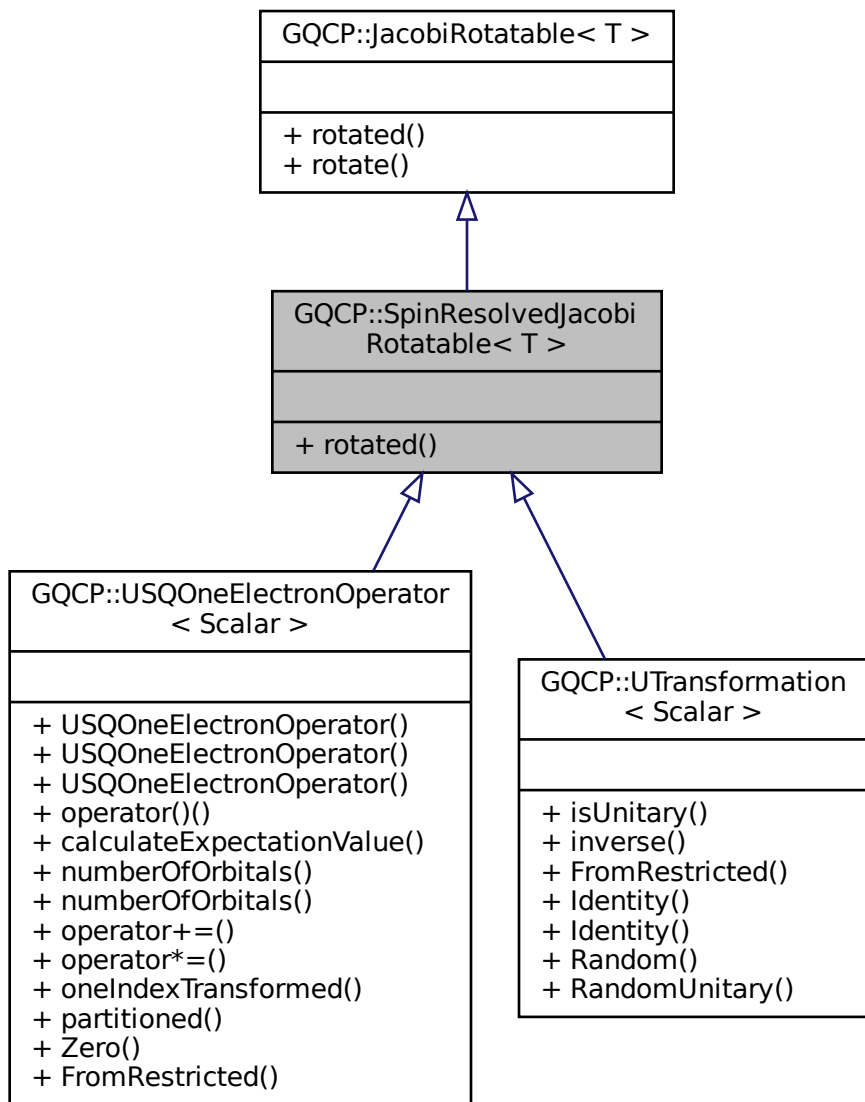 GQCP::JacobiRotatable< T >
+ rotated()
+ rotate()
GQCP::SpinResolvedJacobi
Rotatable< T >
+ rotated()
GQCP::USQOneElectronOperator
< Scalar >
+ USQOneElectronOperator()
+ USQOneElectronOperator()
+ USQOneElectronOperator()
+ operator()()
+ calculateExpectationValue()
+ numberOfOrbitals()
+ numberOfOrbitals()
+ operator+=()
+ operator*=()
+ oneIndexTransformed()
+ partitioned()
+ Zero()
+ FromRestricted()
GQCP::UTransformation
< Scalar >
+ isUnitary()
+ inverse()
+ FromRestricted()
+ Identity()
+ Identity()
+ Random()
+ RandomUnitary()